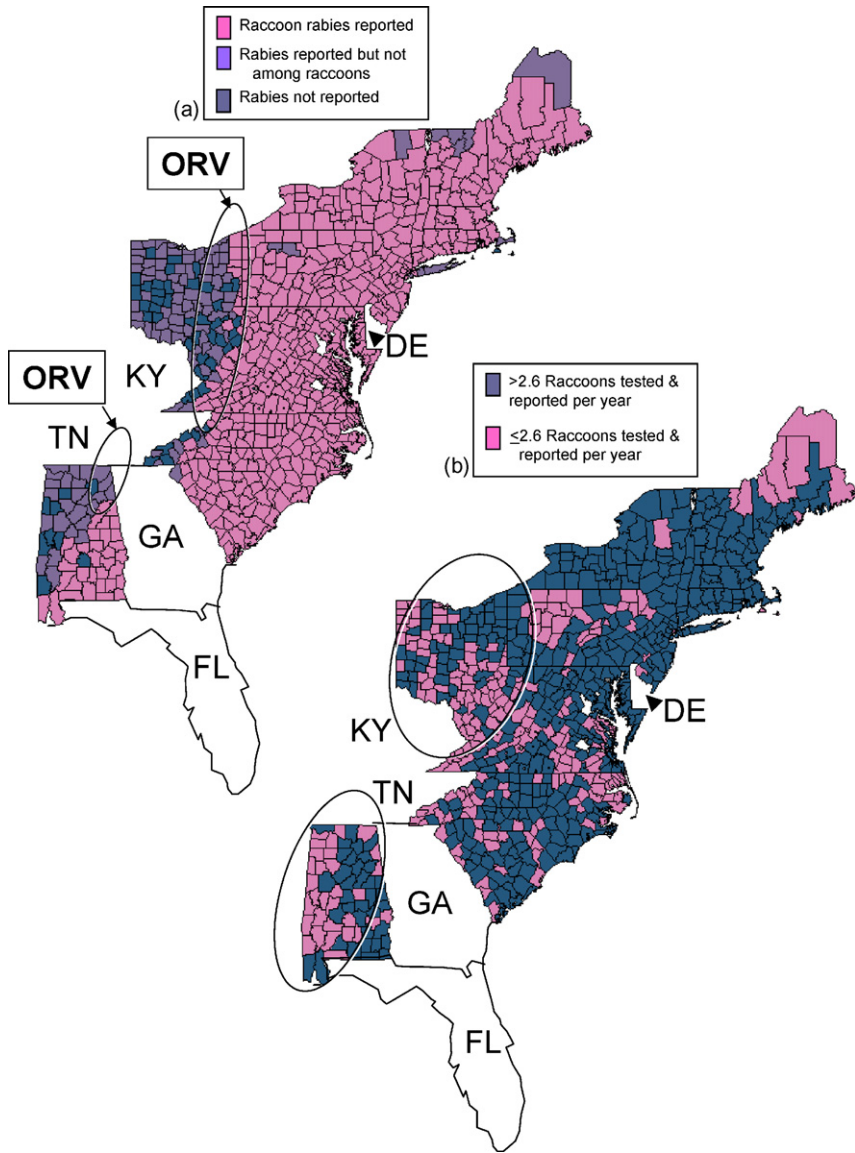 Raccoon rabies reported
Rabies reported but not
among raccoons
Rabies not reported
(a)
ORV
DE
ORV
KY
TN
>2.6 Raccoons tested &
reported per year
≤2.6 Raccoons tested &
reported per year
(b)
GA
FL
DE
KY
TN
GA
FL